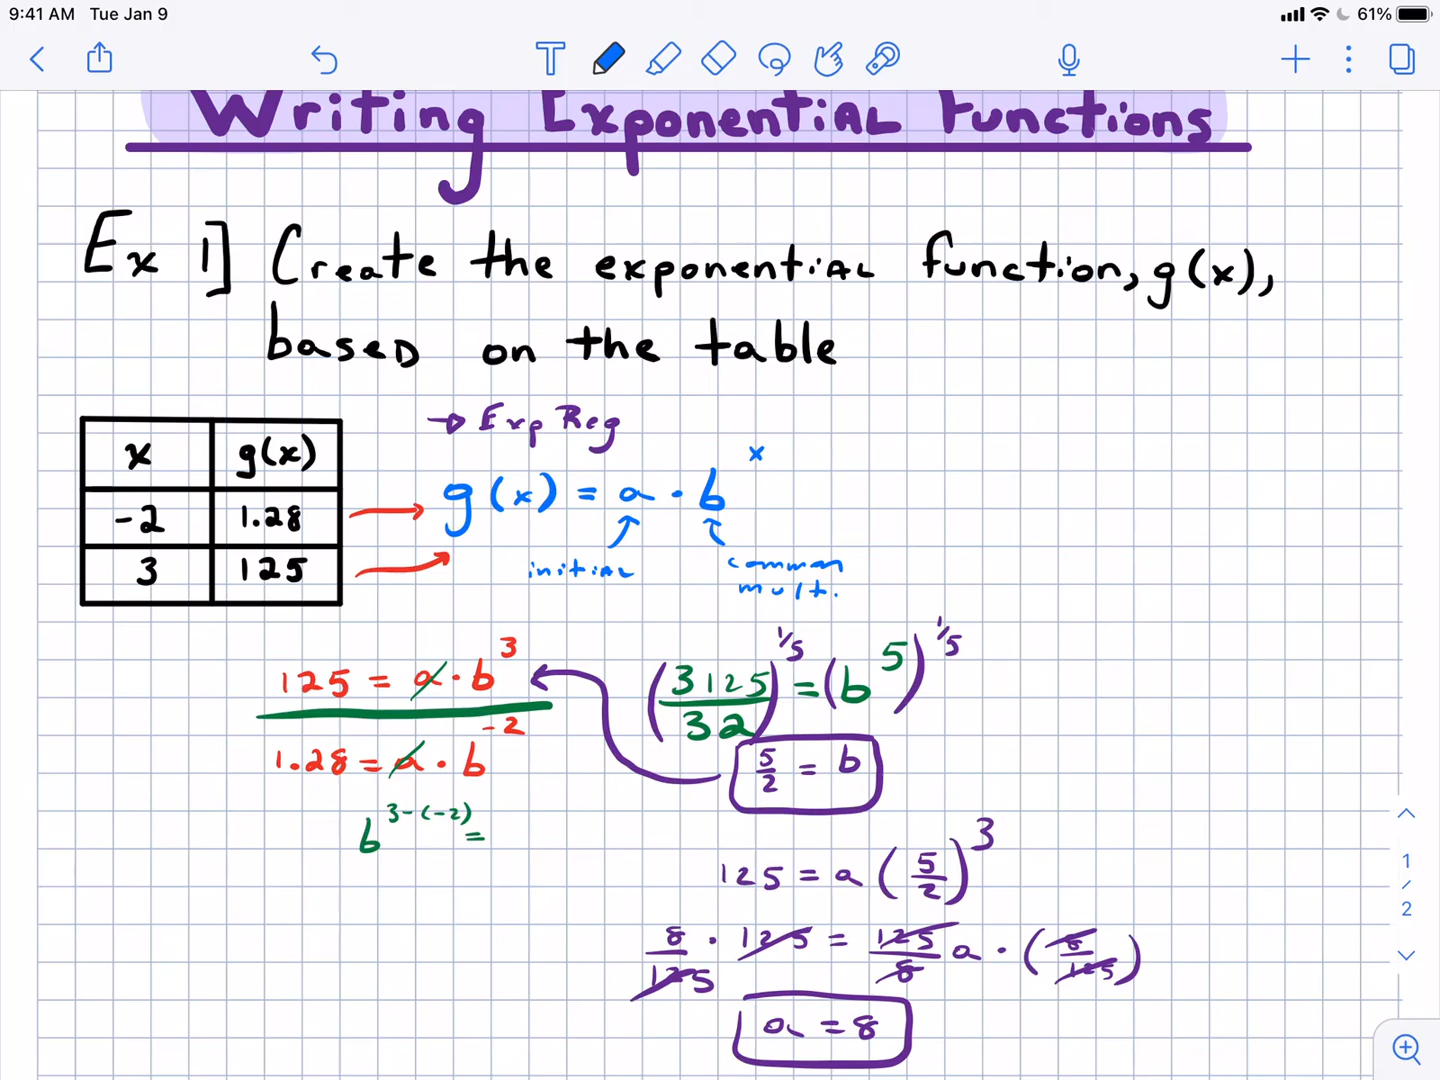 9:41 AM Tue Jan 9
61%
Writing Exponential Functions
Ex 1] Create the exponential function, g(x),
based on the table
x g(x)
-2 1.28
3 125
→ Exp Reg
g(x) = a · b^x
initial
common
mult.
125 = a · b^3
1.28 = a · b^-2
b^3-(-2) =
(3125/32)^1/5 = (b^5)^1/5
5/2 = b
125 = a (5/2)^3
8/125 · 125 = 125/8 a · (8/125)
a = 8
1
/
2